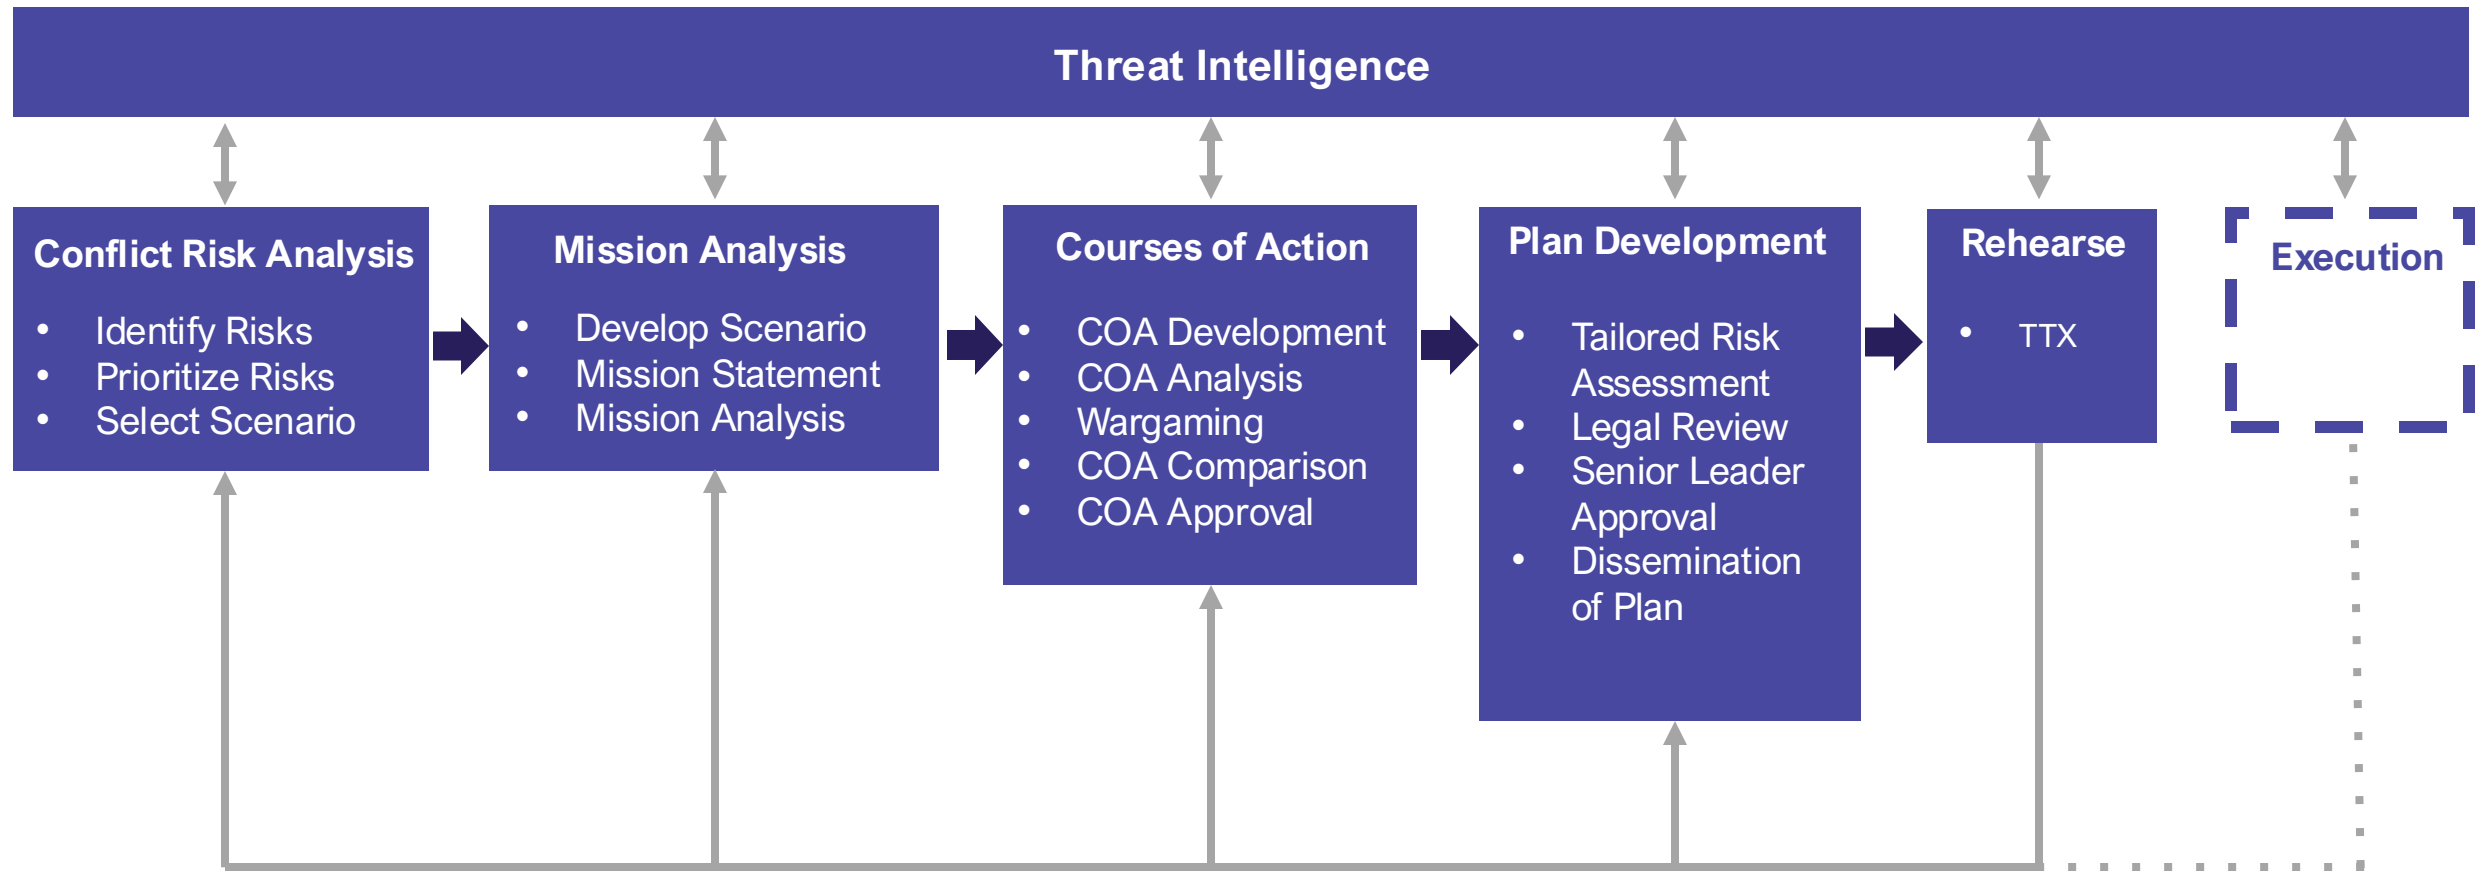 Threat Intelligence
Conflict Risk Analysis
• Identify Risks
• Prioritize Risks
• Select Scenario
Mission Analysis
• Develop Scenario
• Mission Statement
• Mission Analysis
Courses of Action
• COA Development
• COA Analysis
• Wargaming
• COA Comparison
• COA Approval
Plan Development
• Tailored Risk
Assessment
• Legal Review
• Senior Leader
Approval
• Dissemination
of Plan
Rehearse
• TTX
Execution